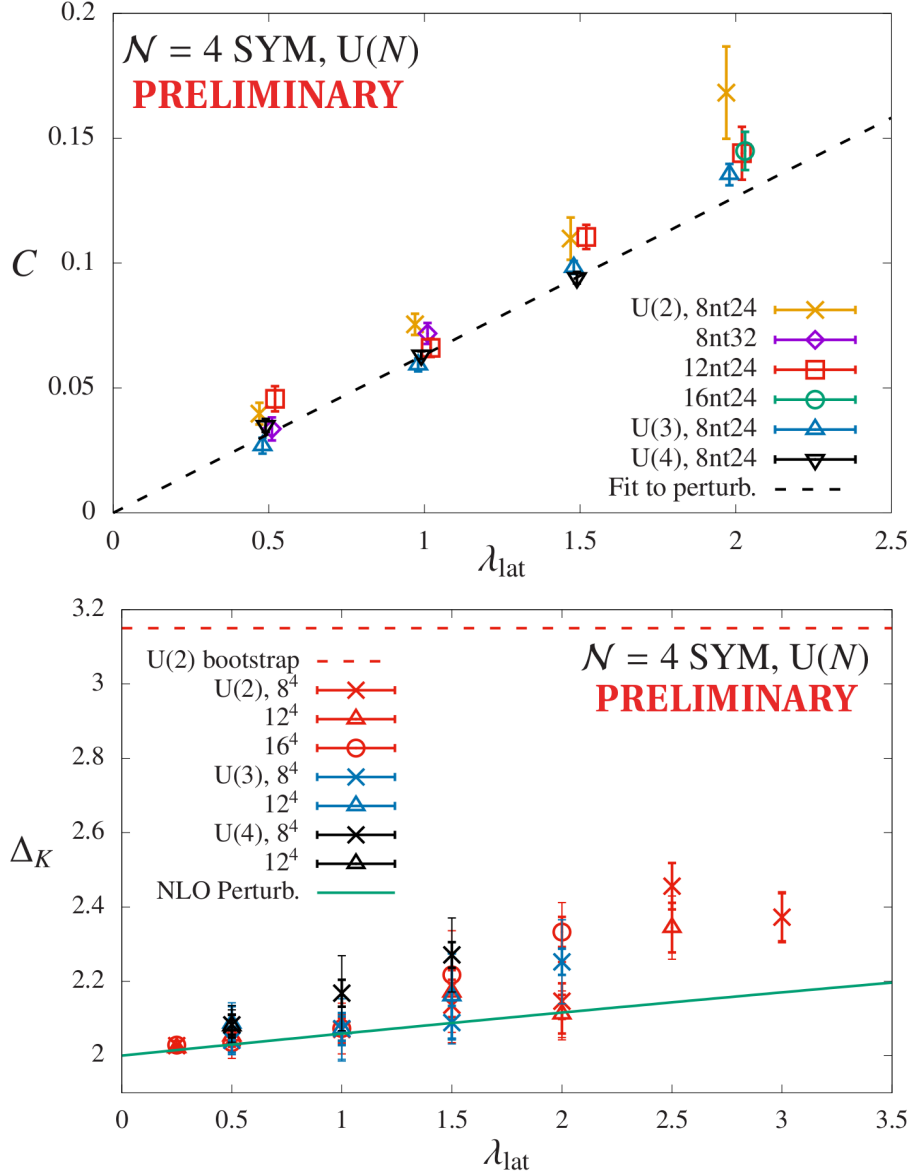 0.2
𝒩 = 4 SYM, U(N)
PRELIMINARY
0.15
C
0.1
0.05
0
U(2), 8nt24
8nt32
12nt24
16nt24
U(3), 8nt24
U(4), 8nt24
Fit to perturb.
0 0.5 1 1.5 2 2.5
λ_lat
3.2
U(2) bootstrap
U(2), 8⁴
12⁴
16⁴
U(3), 8⁴
12⁴
U(4), 8⁴
12⁴
NLO Perturb.
𝒩 = 4 SYM, U(N)
PRELIMINARY
3
2.8
2.6
Δ_K
2.4
2.2
2
0 0.5 1 1.5 2 2.5 3 3.5
λ_lat